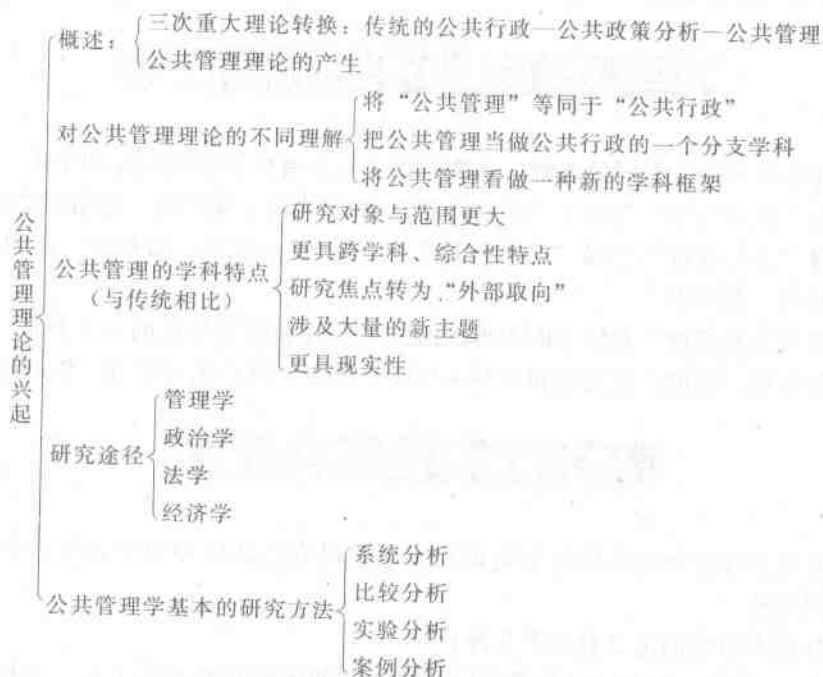 公共管理理论的兴起
概述：
三次重大理论转换：传统的公共行政—公共政策分析—公共管理
公共管理理论的产生
对公共管理理论的不同理解
将“公共管理”等同于“公共行政”
把公共管理当做公共行政的一个分支学科
将公共管理看做一种新的学科框架
公共管理的学科特点
（与传统相比）
研究对象与范围更大
更具跨学科、综合性特点
研究焦点转为“外部取向”
涉及大量的新主题
更具现实性
研究途径
管理学
政治学
法学
经济学
公共管理学基本的研究方法
系统分析
比较分析
实验分析
案例分析